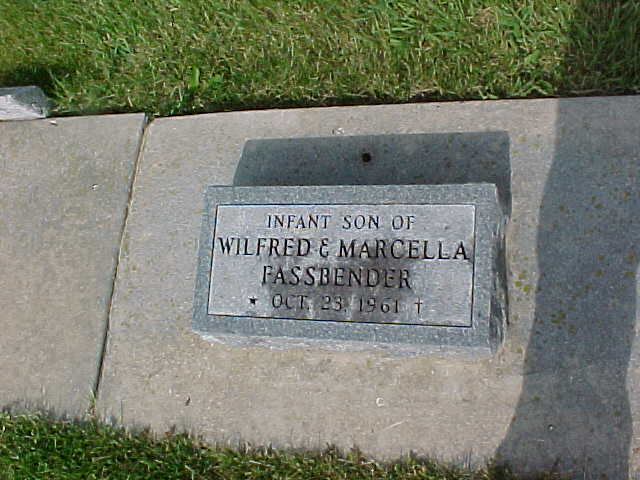 INFANT SON OF
WILFRED & MARCELLA
FASSBENDER
★ OCT. 23, 1961 †